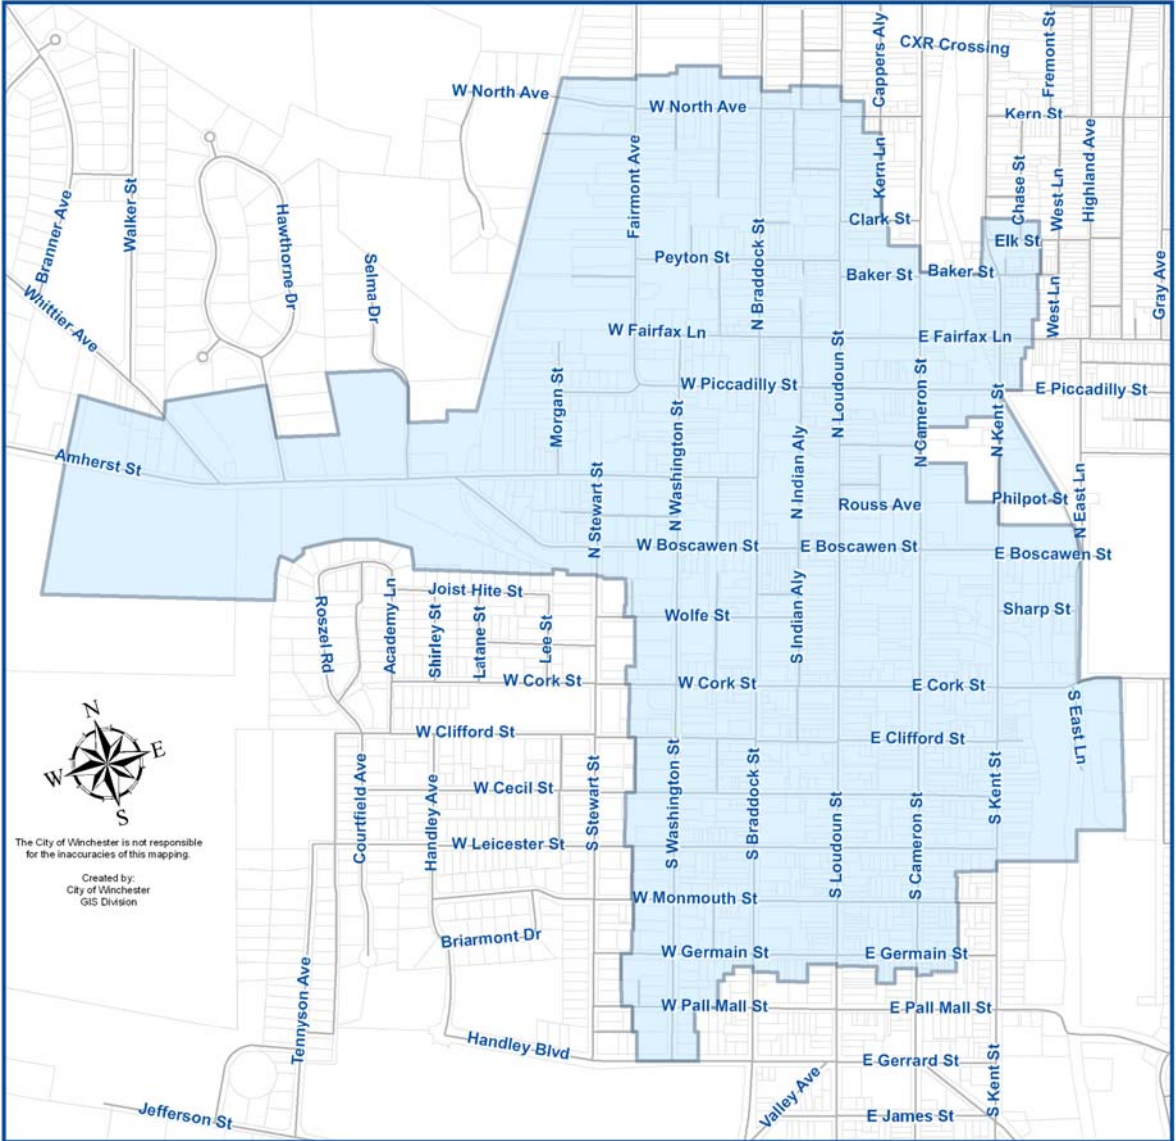 Cappers Aly
CXR Crossing
Fremont St
W North Ave
W North Ave
Kern St
Fairmont Ave
Kern Ln
Chase St
West Ln
Highland Ave
Branner Ave
Walker St
Hawthorne Dr
Clark St
Elk St
N Braddock St
Peyton St
Baker St
Baker St
Gray Ave
Selma Dr
Whittier Ave
West Ln
W Fairfax Ln
E Fairfax Ln
N Loudoun St
Morgan St
W Piccadilly St
N Cameron St
N Kent St
E Piccadilly St
N Washington St
N Indian Aly
Amherst St
N Stewart St
Rouss Ave
Philpot St
N East Ln
W Boscawen St
E Boscawen St
E Boscawen St
Joist Hite St
Roszel Rd
Academy Ln
Shirley St
Latane St
Lee St
Wolfe St
S Indian Aly
Sharp St
W Cork St
W Cork St
E Cork St
S East Ln
N
W
E
S
W Clifford St
E Clifford St
Courtfield Ave
Handley Ave
W Cecil St
S Stewart St
S Washington St
S Braddock St
S Loudoun St
S Cameron St
S Kent St
The City of Winchester is not responsible
for the inaccuracies of this mapping.
Created by:
City of Winchester
GIS Division
W Leicester St
W Monmouth St
Briarmont Dr
W Germain St
E Germain St
Tennyson Ave
W Pall Mall St
E Pall Mall St
Handley Blvd
E Gerrard St
S Kent St
Valley Ave
Jefferson St
E James St